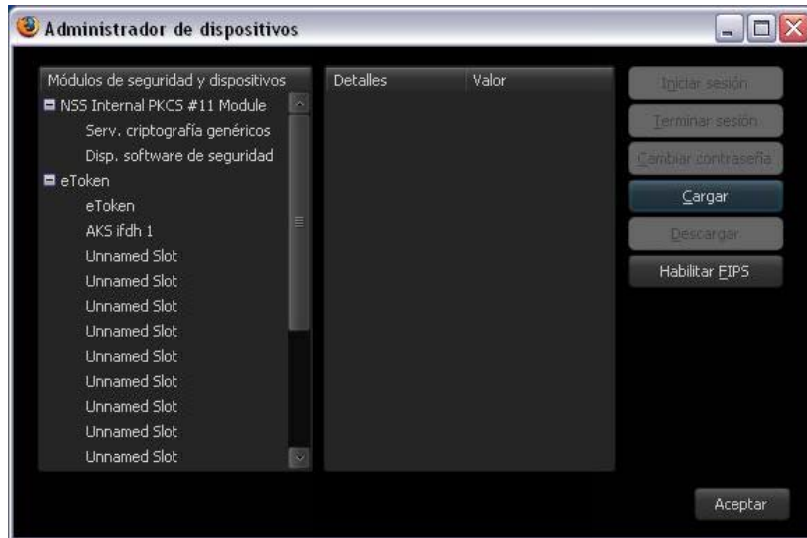 Administrador de dispositivos
Módulos de seguridad y dispositivos
NSS Internal PKCS #11 Module
Serv. criptografía genéricos
Disp. software de seguridad
eToken
eToken
AKS ifdh 1
Unnamed Slot
Unnamed Slot
Unnamed Slot
Unnamed Slot
Unnamed Slot
Unnamed Slot
Unnamed Slot
Unnamed Slot
Unnamed Slot
Detalles Valor
Iniciar sesión
Terminar sesión
Cambiar contraseña
Cargar
Descargar
Habilitar FIPS
Aceptar